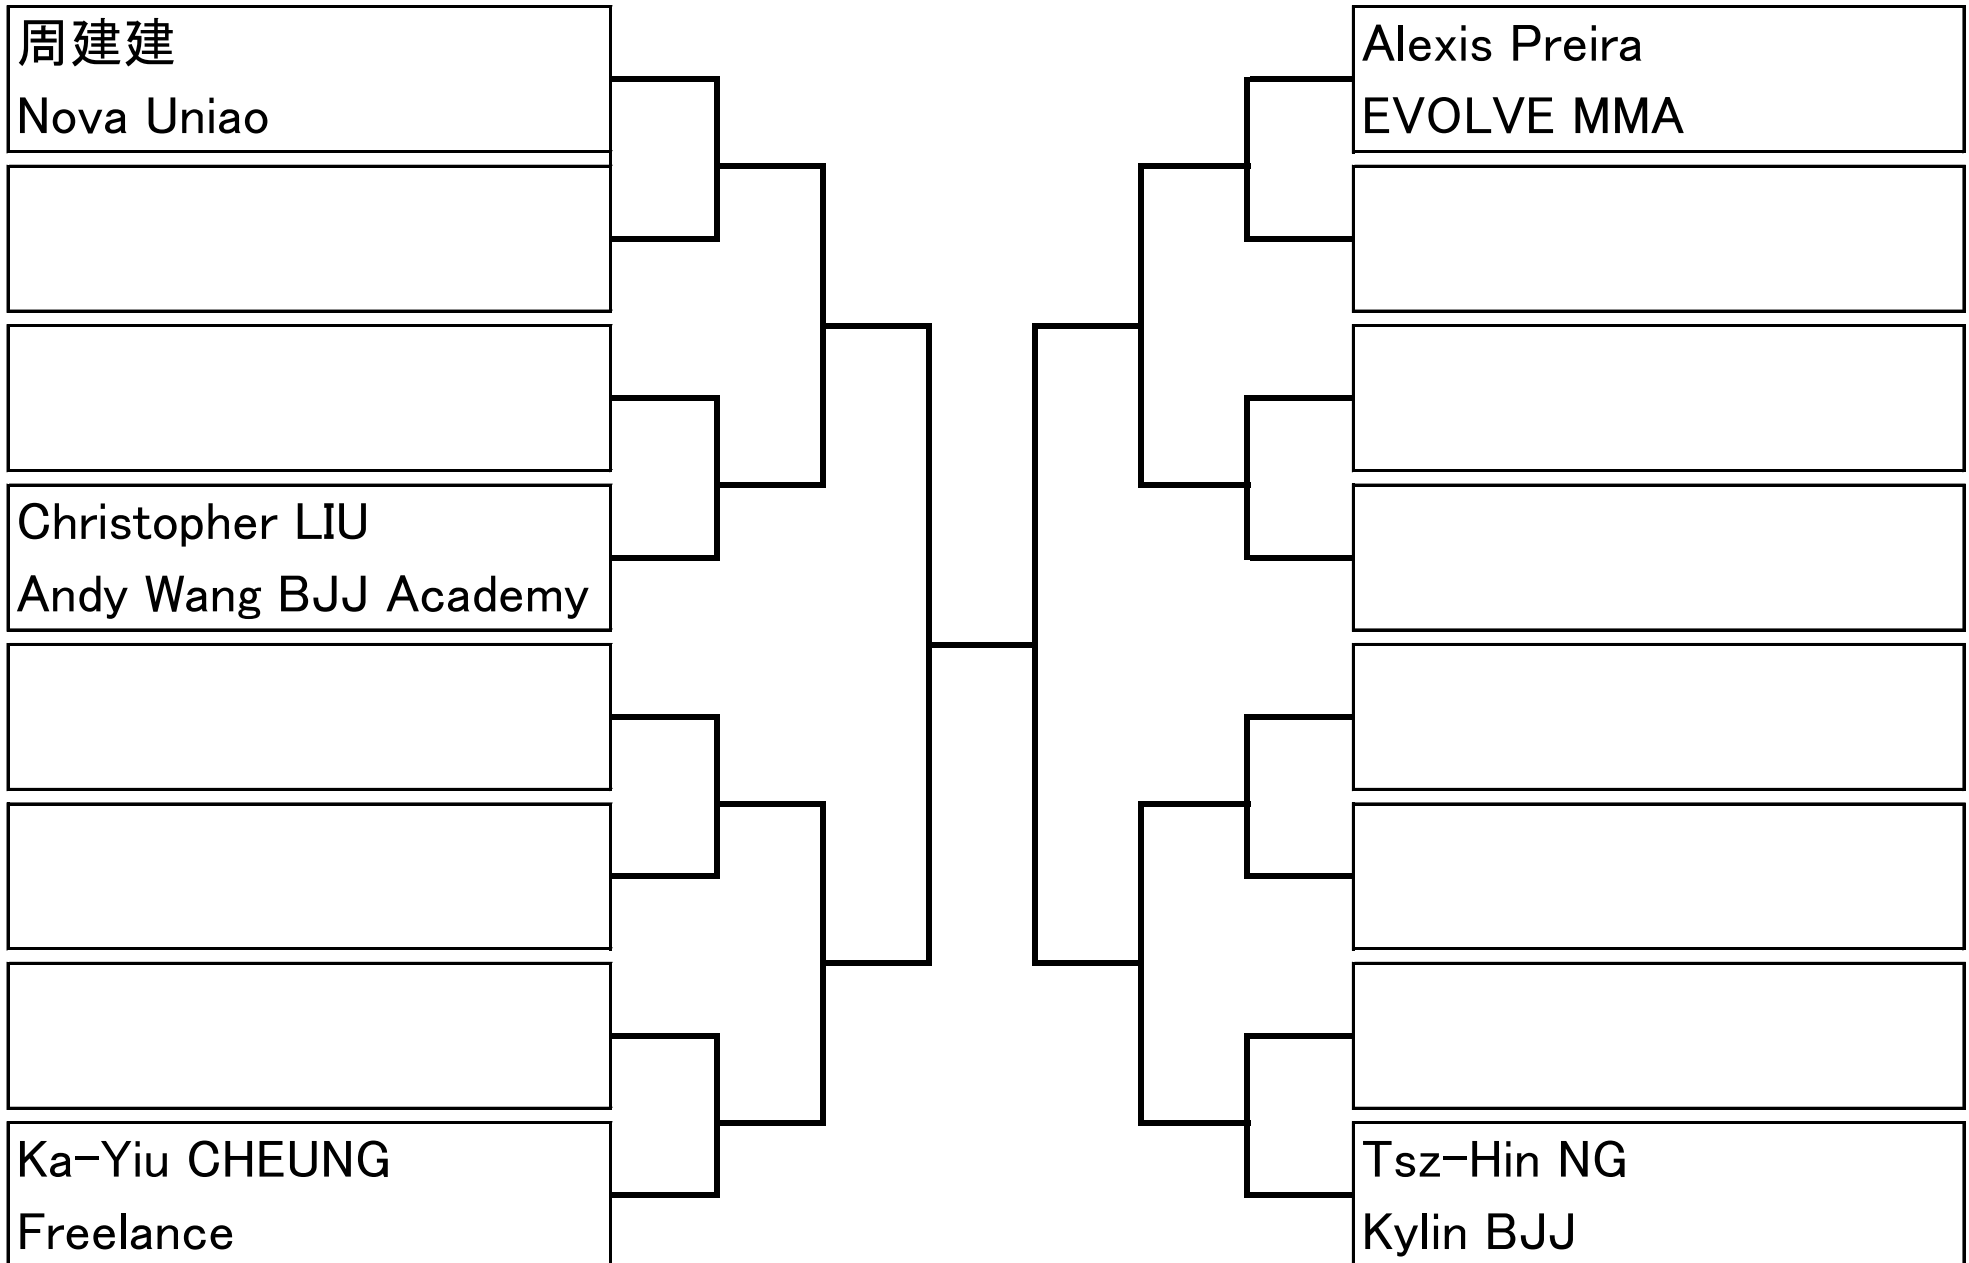 周建建
Nova Uniao
Christopher LIU
Andy Wang BJJ Academy
Ka-Yiu CHEUNG
Freelance
Alexis Preira
EVOLVE MMA
Tsz-Hin NG
Kylin BJJ